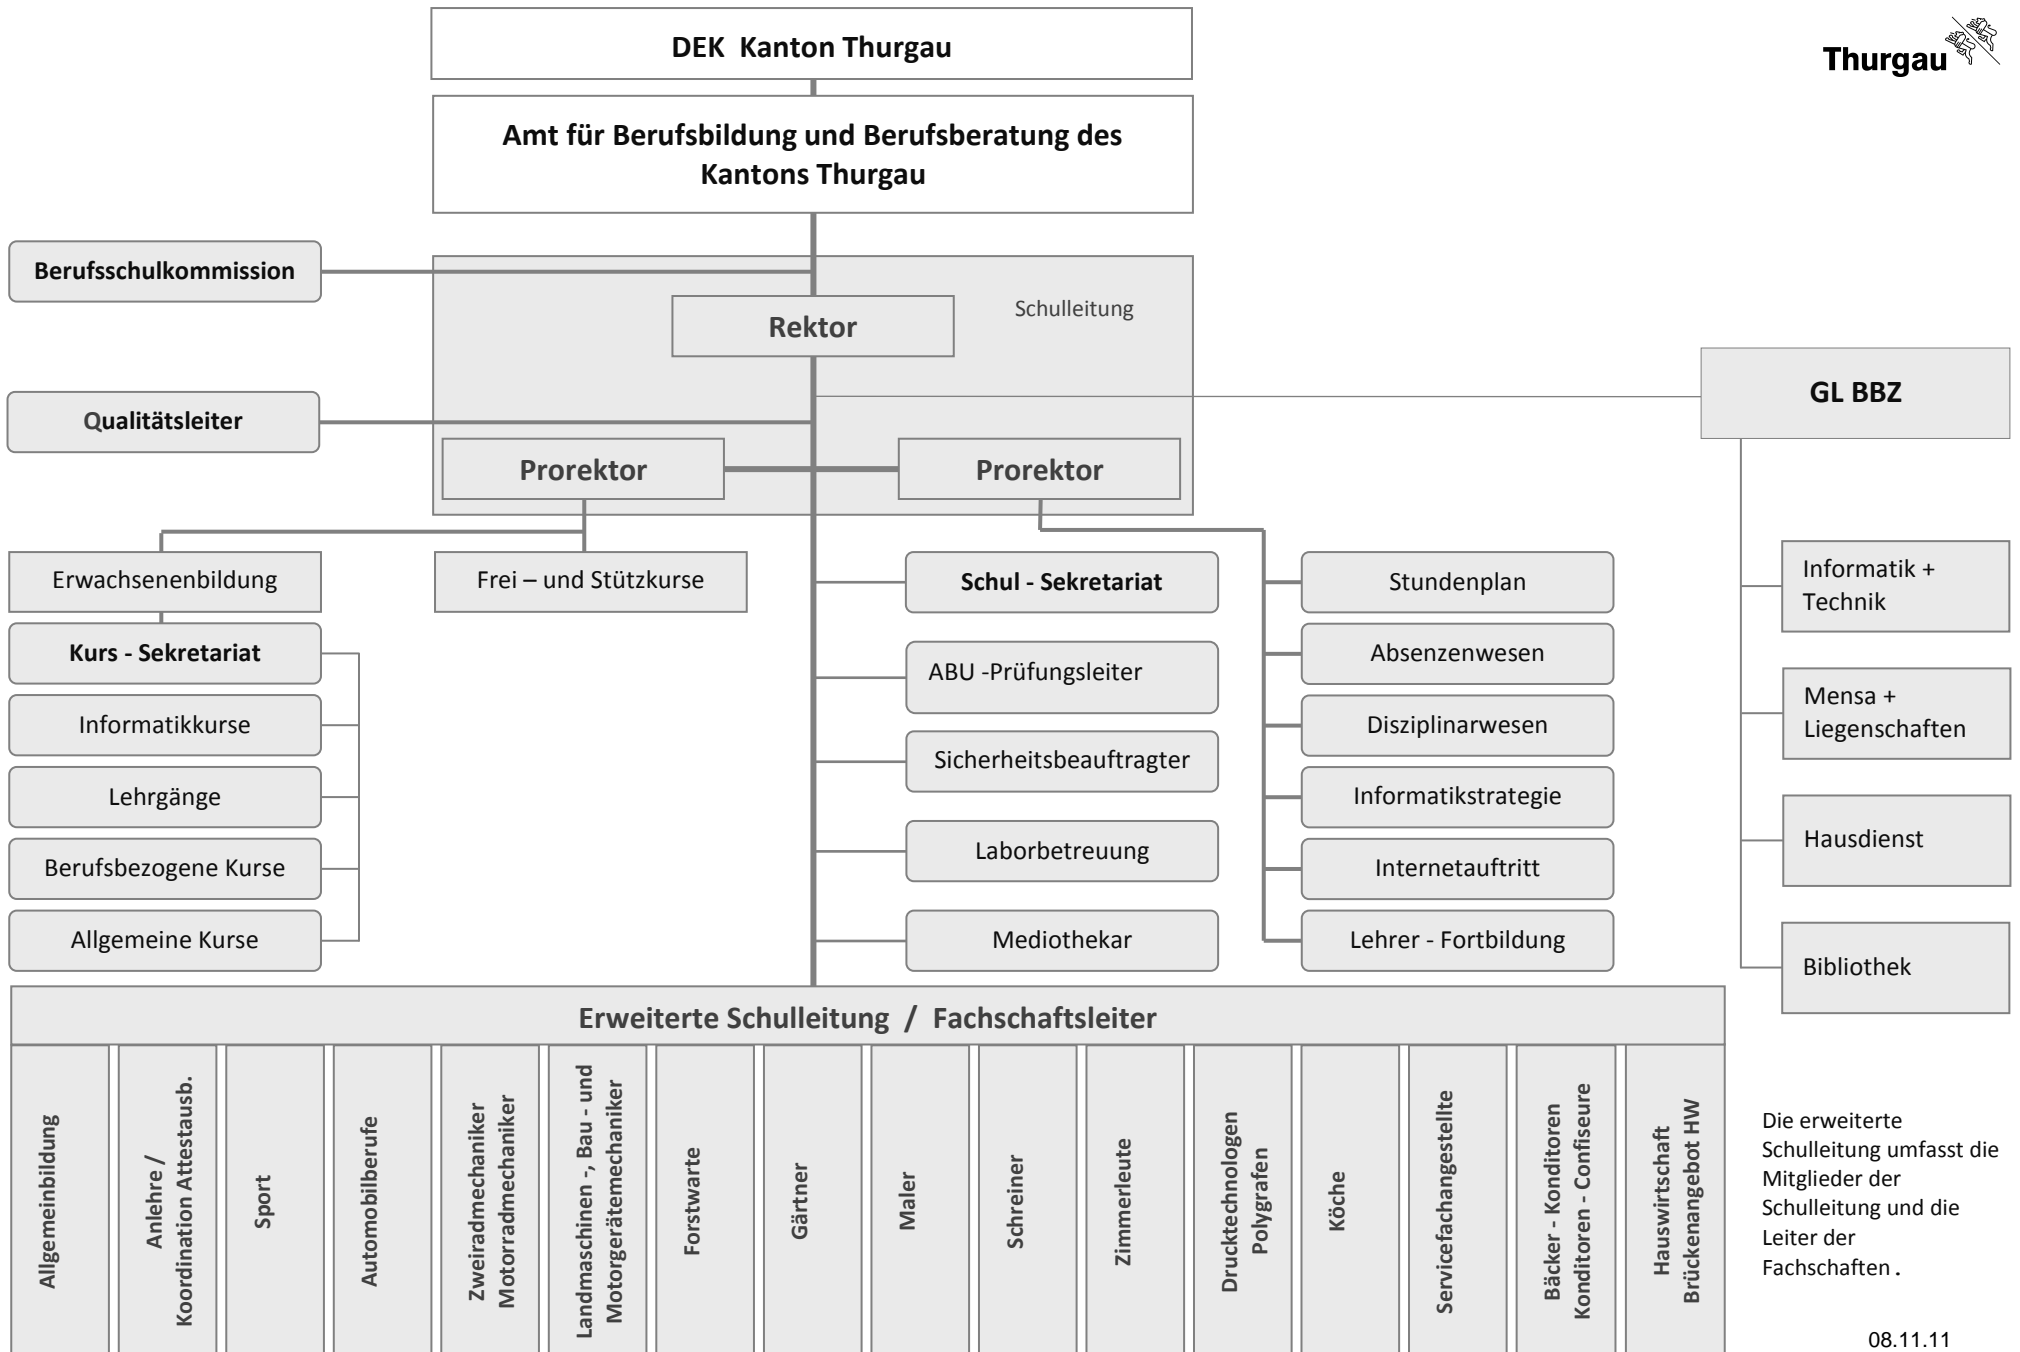 DEK Kanton Thurgau
Thurgau
Amt für Berufsbildung und Berufsberatung des
Kantons Thurgau
Berufsschulkommission
Schulleitung
Rektor
GL BBZ
Qualitätsleiter
Prorektor
Prorektor
Erwachsenenbildung
Frei – und Stützkurse
Kurs - Sekretariat
Informatikkurse
Lehrgänge
Berufsbezogene Kurse
Allgemeine Kurse
Schul - Sekretariat
ABU -Prüfungsleiter
Sicherheitsbeauftragter
Laborbetreuung
Mediothekar
Stundenplan
Absenzenwesen
Disziplinarwesen
Informatikstrategie
Internetauftritt
Lehrer - Fortbildung
Informatik +
Technik
Mensa +
Liegenschaften
Hausdienst
Bibliothek
Erweiterte Schulleitung / Fachschaftsleiter
Allgemeinbildung
Anlehre /
Koordination Attestausb.
Sport
Automobilberufe
Zweiradmechaniker
Motorradmechaniker
Landmaschinen -, Bau - und
Motorgerätemechaniker
Forstwarte
Gärtner
Maler
Schreiner
Zimmerleute
Drucktechnologen
Polygrafen
Köche
Servicefachangestellte
Bäcker - Konditoren
Konditoren - Confiseure
Hauswirtschaft
Brückenangebot HW
Die erweiterte
Schulleitung umfasst die
Mitglieder der
Schulleitung und die
Leiter der
Fachschaften .
08.11.11